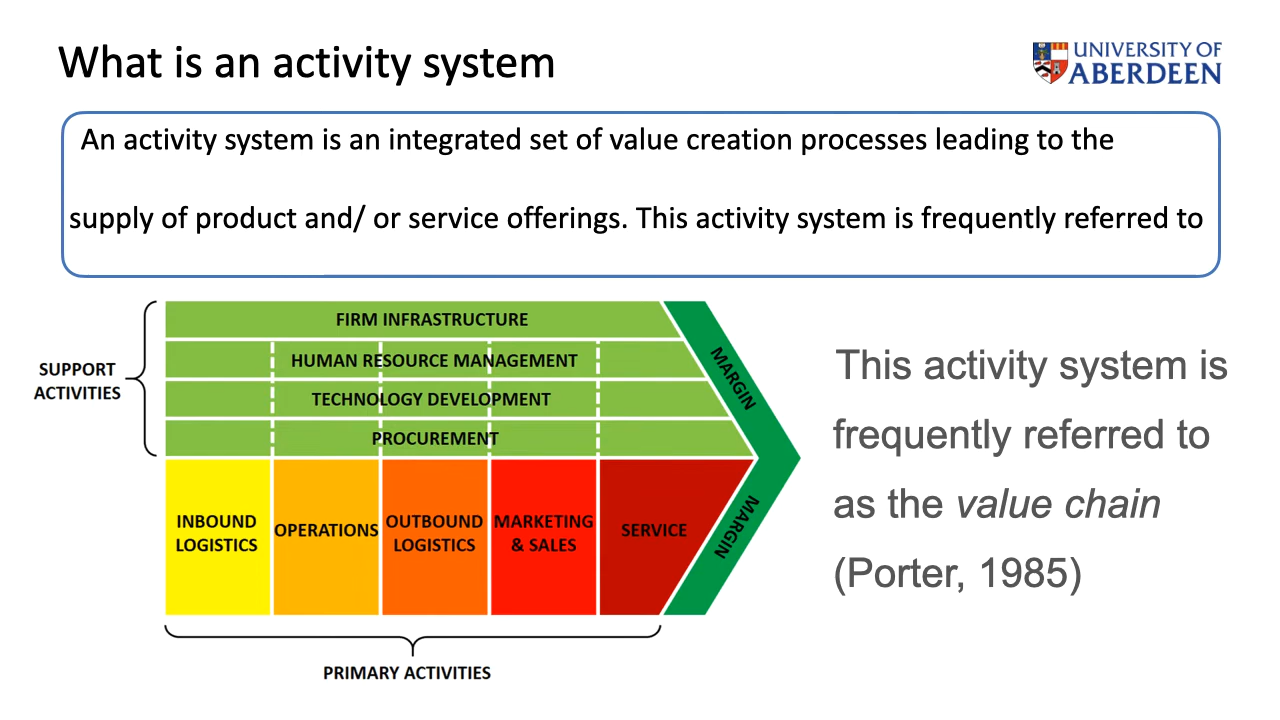 What is an activity system
UNIVERSITY OF
ABERDEEN
An activity system is an integrated set of value creation processes leading to the
supply of product and/ or service offerings. This activity system is frequently referred to
FIRM INFRASTRUCTURE
HUMAN RESOURCE MANAGEMENT
TECHNOLOGY DEVELOPMENT
PROCUREMENT
SUPPORT
ACTIVITIES
MARGIN
INBOUND
LOGISTICS
OPERATIONS
OUTBOUND
LOGISTICS
MARKETING
& SALES
SERVICE
MARGIN
PRIMARY ACTIVITIES
This activity system is
frequently referred to
as the value chain
(Porter, 1985)